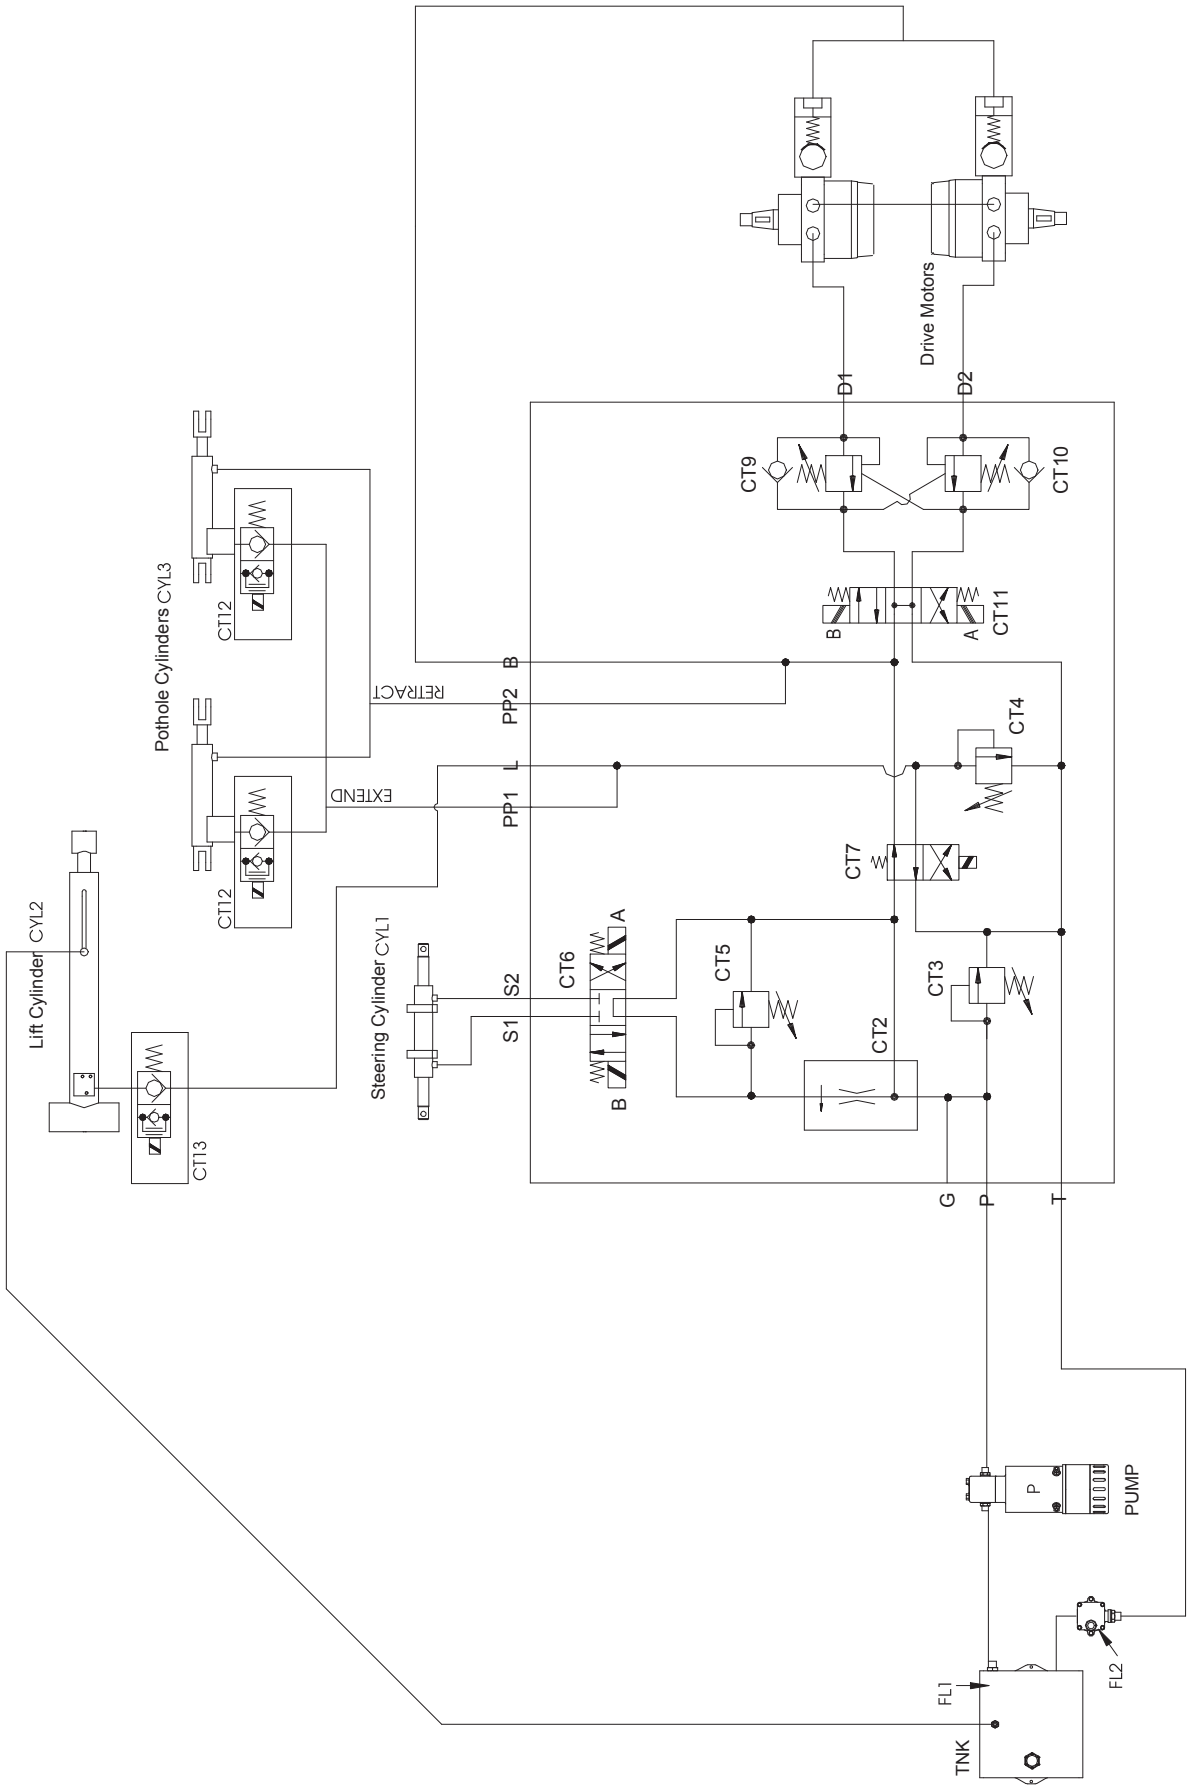 Drive Motors
D1
D2
CT9
CT10
Pothole Cylinders CYL3
CT12
CT12
RETRACT
EXTEND
B
PP2
L
PP1
B
A
CT11
CT4
CT7
Lift Cylinder CYL2
CT13
Steering Cylinder CYL1
S2
S1
A
CT6
B
CT5
CT3
CT2
G
P
T
P
PUMP
FL1
FL2
TNK